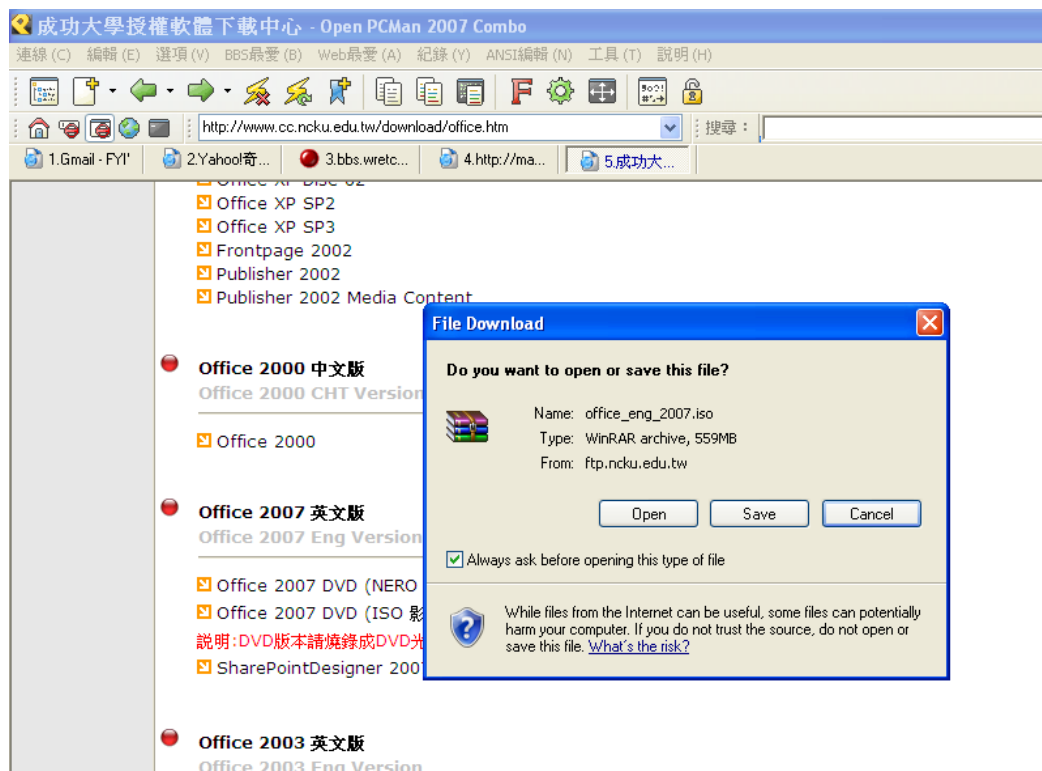 成功大學授權軟體下載中心 - Open PCMan 2007 Combo
連線(C) 編輯(E) 選項(V) BBS最愛(B) Web最愛(A) 紀錄(Y) ANSI編輯(N) 工具(T) 説明(H)
http://www.cc.ncku.edu.tw/download/office.htm 搜尋：
1.Gmail - FYI' 2.Yahoo!奇... 3.bbs.wretc... 4.http://ma... 5.成功大...
Office XP Disc 02
Office XP SP2
Office XP SP3
Frontpage 2002
Publisher 2002
Publisher 2002 Media Content
Office 2000 中文版
Office 2000 CHT Version
Office 2000
Office 2007 英文版
Office 2007 Eng Version
Office 2007 DVD (NERO
Office 2007 DVD (ISO 影
説明:DVD版本請燒錄成DVD光
SharePointDesigner 2007
Office 2003 英文版
Office 2003 Eng Version
File Download
Do you want to open or save this file?
Name: office_eng_2007.iso
Type: WinRAR archive, 559MB
From: ftp.ncku.edu.tw
Open Save Cancel
Always ask before opening this type of file
While files from the Internet can be useful, some files can potentially
harm your computer. If you do not trust the source, do not open or
save this file. What's the risk?